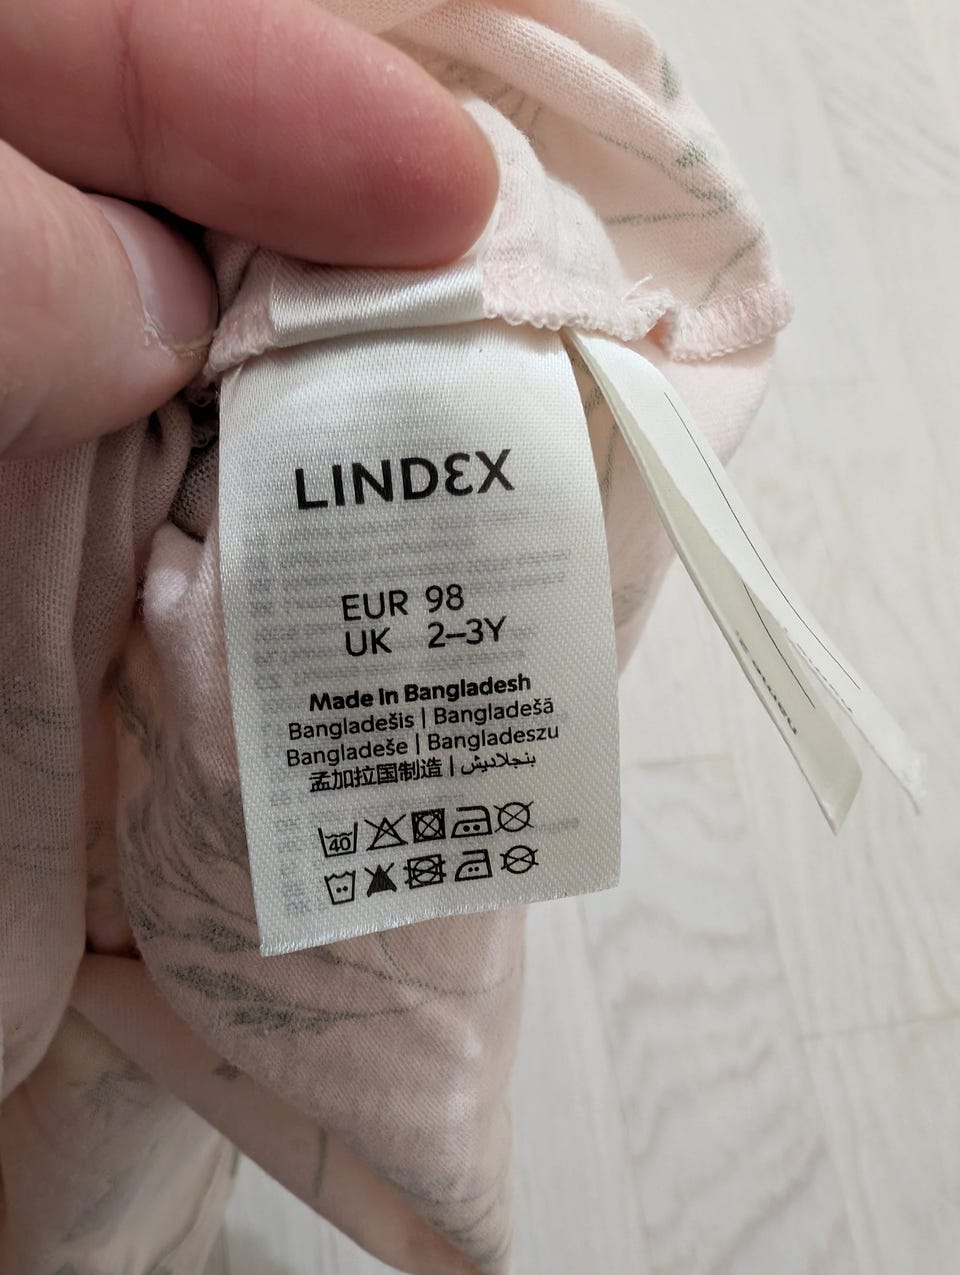 LINDEX
EUR 98
UK 2–3Y
Made In Bangladesh
Bangladešis | Bangladešā
Bangladeše | Bangladeszu
孟加拉国制造 | بنجلاديش
40